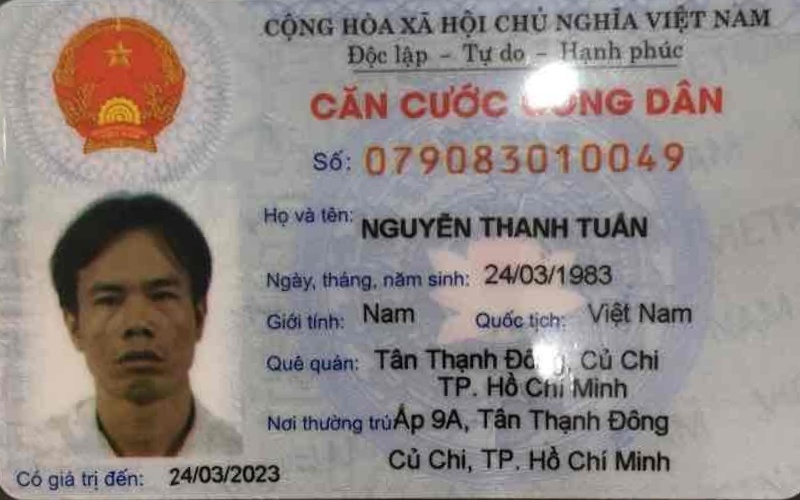 CỘNG HÒA XÃ HỘI CHỦ NGHĨA VIỆT NAM
Độc lập - Tự do - Hạnh phúc
CĂN CƯỚC CÔNG DÂN
Số: 079083010049
Họ và tên: NGUYỄN THANH TUẤN
Ngày, tháng, năm sinh: 24/03/1983
Giới tính: Nam Quốc tịch: Việt Nam
Quê quán: Tân Thạnh Đông, Củ Chi
TP. Hồ Chí Minh
Nơi thường trú: Ấp 9A, Tân Thạnh Đông
Củ Chi, TP. Hồ Chí Minh
Có giá trị đến: 24/03/2023